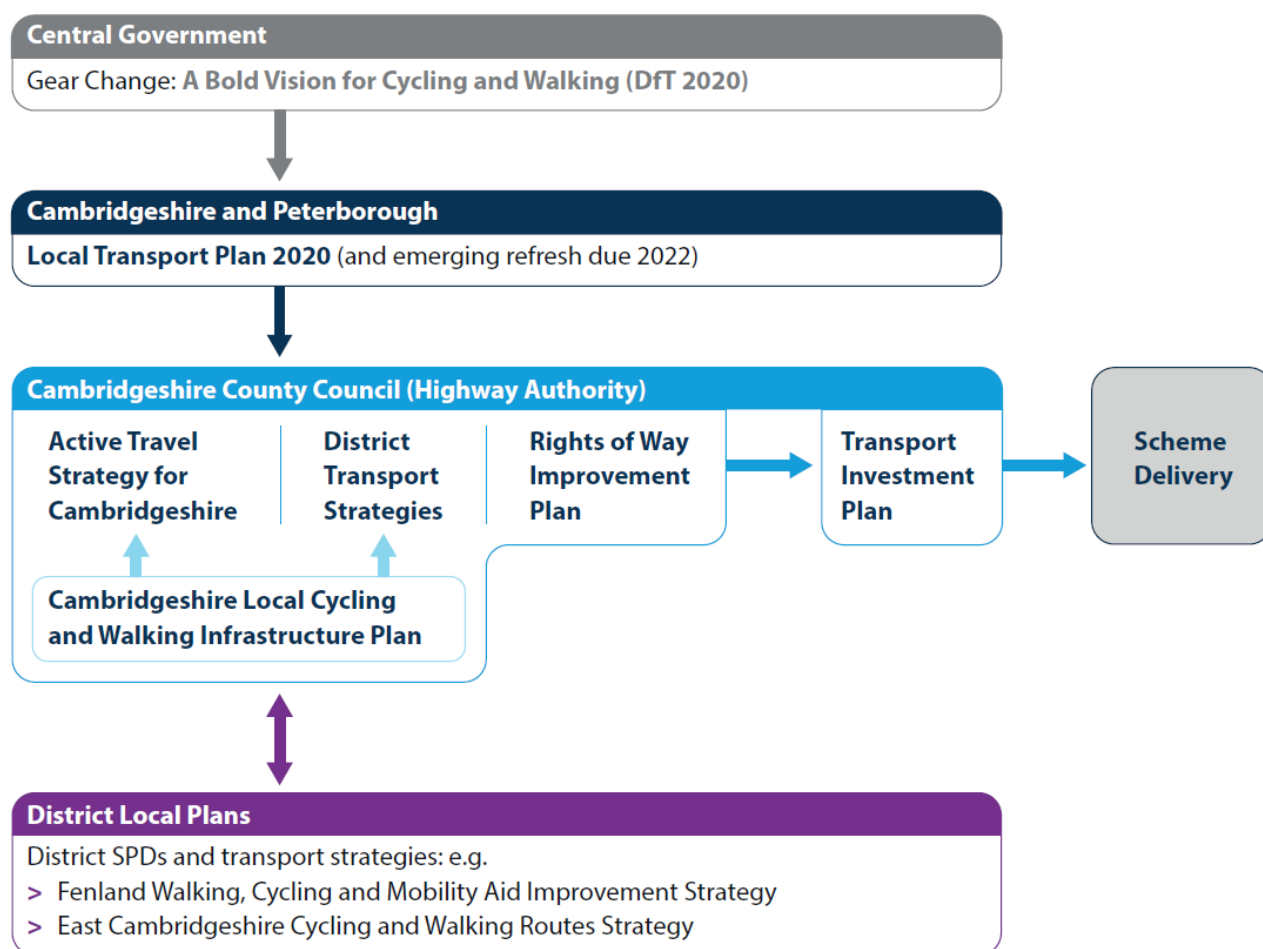 Central Government
Gear Change: A Bold Vision for Cycling and Walking (DfT 2020)
Cambridgeshire and Peterborough
Local Transport Plan 2020 (and emerging refresh due 2022)
Cambridgeshire County Council (Highway Authority)
Active Travel
Strategy for
Cambridgeshire
District
Transport
Strategies
Rights of Way
Improvement
Plan
Transport
Investment
Plan
Scheme
Delivery
Cambridgeshire Local Cycling
and Walking Infrastructure Plan
District Local Plans
District SPDs and transport strategies: e.g.
> Fenland Walking, Cycling and Mobility Aid Improvement Strategy
> East Cambridgeshire Cycling and Walking Routes Strategy